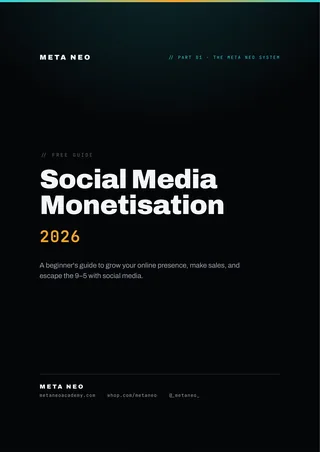 META NEO
// PART 01 · THE META NEO SYSTEM
// FREE GUIDE
Social Media
Monetisation
2026
A beginner's guide to grow your online presence, make sales, and
escape the 9–5 with social media.
META NEO
metaneoacademy.com shop.com/metaneo @_metaneo_